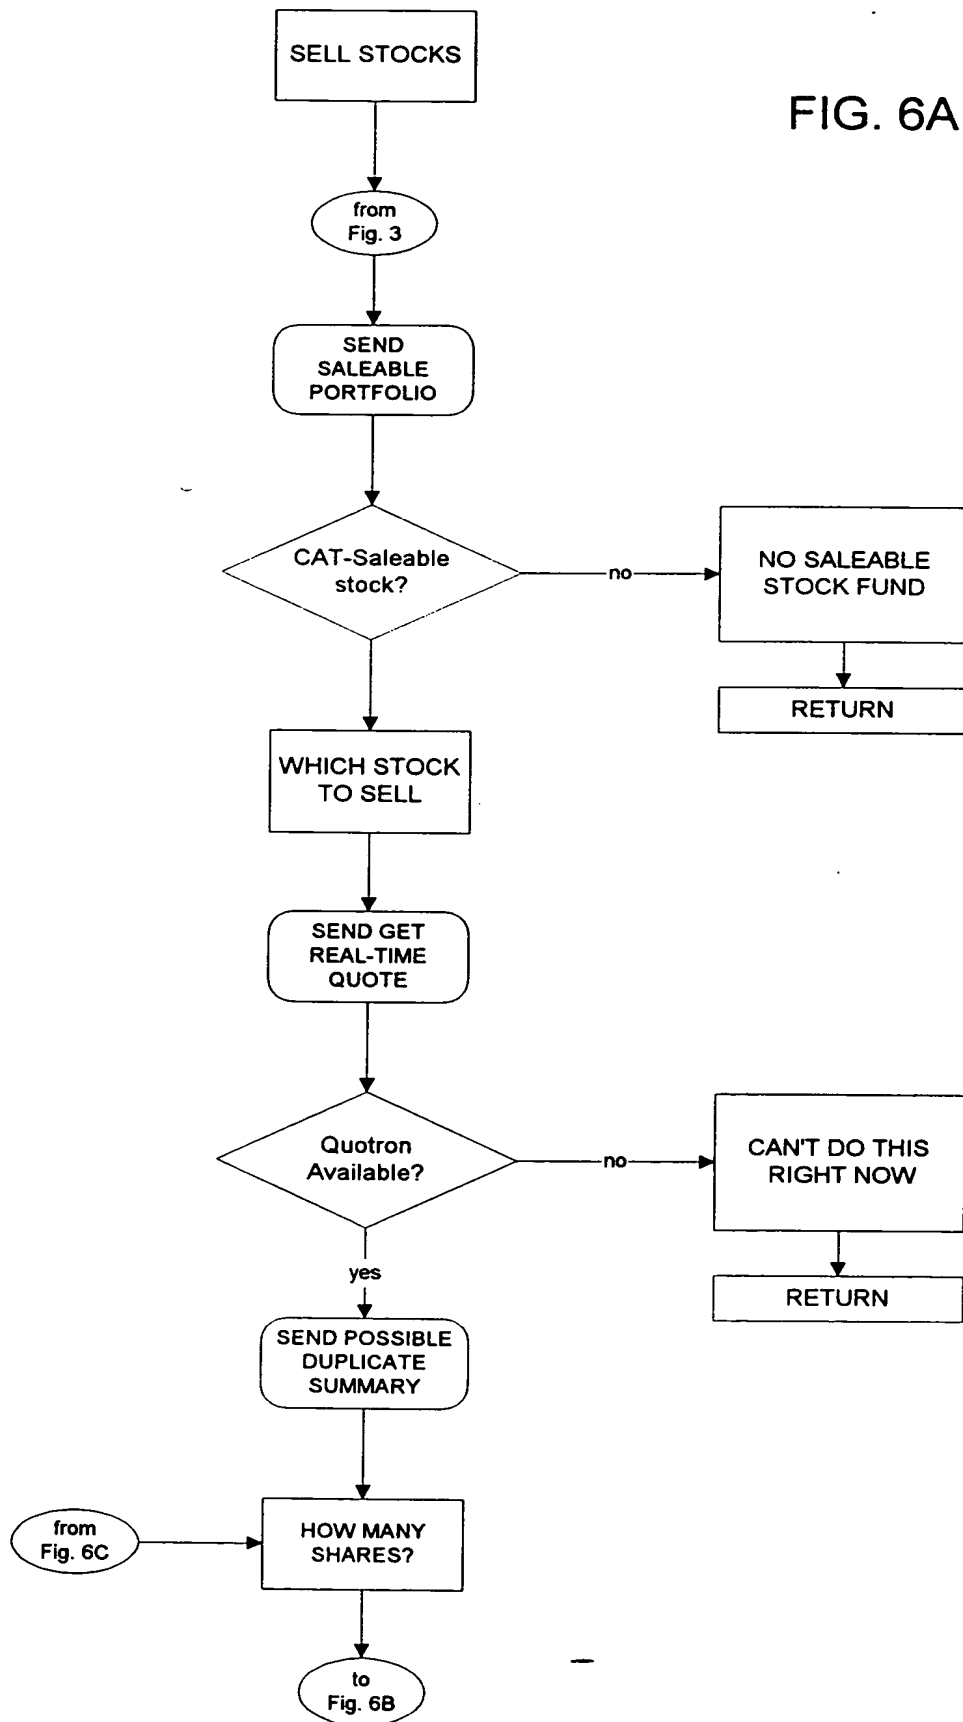 SELL STOCKS
FIG. 6A
from
Fig. 3
SEND
SALEABLE
PORTFOLIO
CAT-Saleable
stock?
no
NO SALEABLE
STOCK FUND
RETURN
WHICH STOCK
TO SELL
SEND GET
REAL-TIME
QUOTE
Quotron
Available?
no
CAN'T DO THIS
RIGHT NOW
RETURN
yes
SEND POSSIBLE
DUPLICATE
SUMMARY
from
Fig. 6C
HOW MANY
SHARES?
to
Fig. 6B